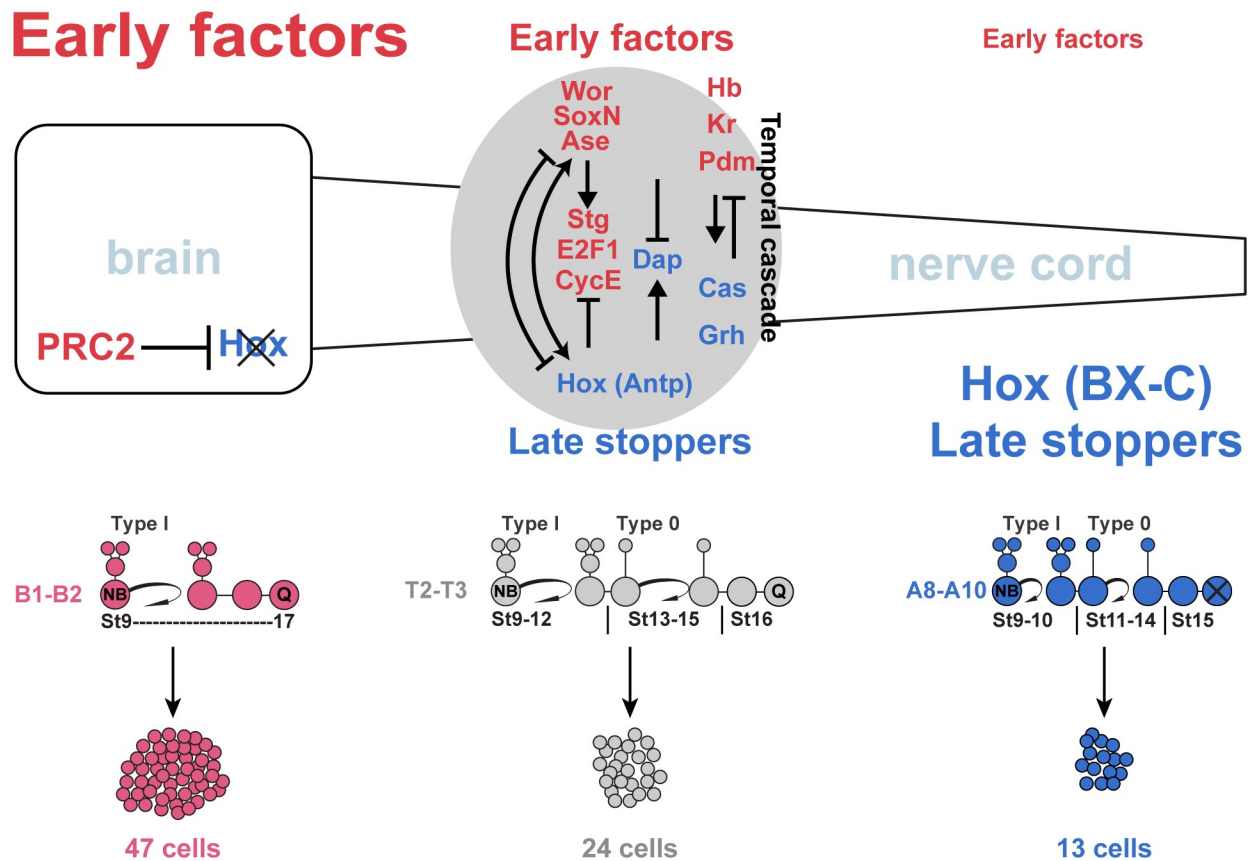 Early factors
Early factors
Early factors
Wor
SoxN
Ase
Stg
E2F1
CycE
Dap
Hb
Kr
Pdm
Cas
Grh
Temporal cascade
Hox (Antp)
Late stoppers
brain
PRC2
Hox
nerve cord
Hox (BX-C)
Late stoppers
Type I
B1-B2
NB
Q
St9---------------------17
47 cells
Type I Type 0
T2-T3
NB
Q
St9-12 St13-15 St16
24 cells
Type I Type 0
A8-A10
NB
St9-10 St11-14 St15
13 cells